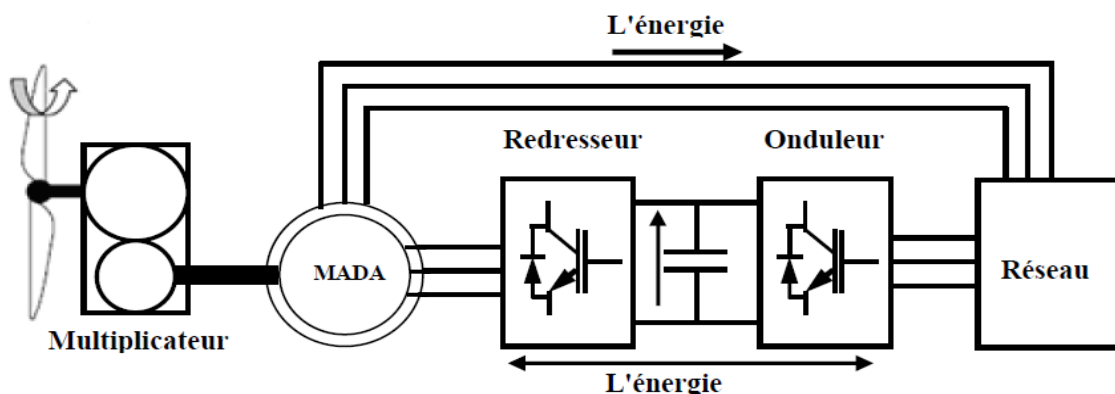 L'énergie
Redresseur
Onduleur
MADA
Réseau
Multiplicateur
L'énergie